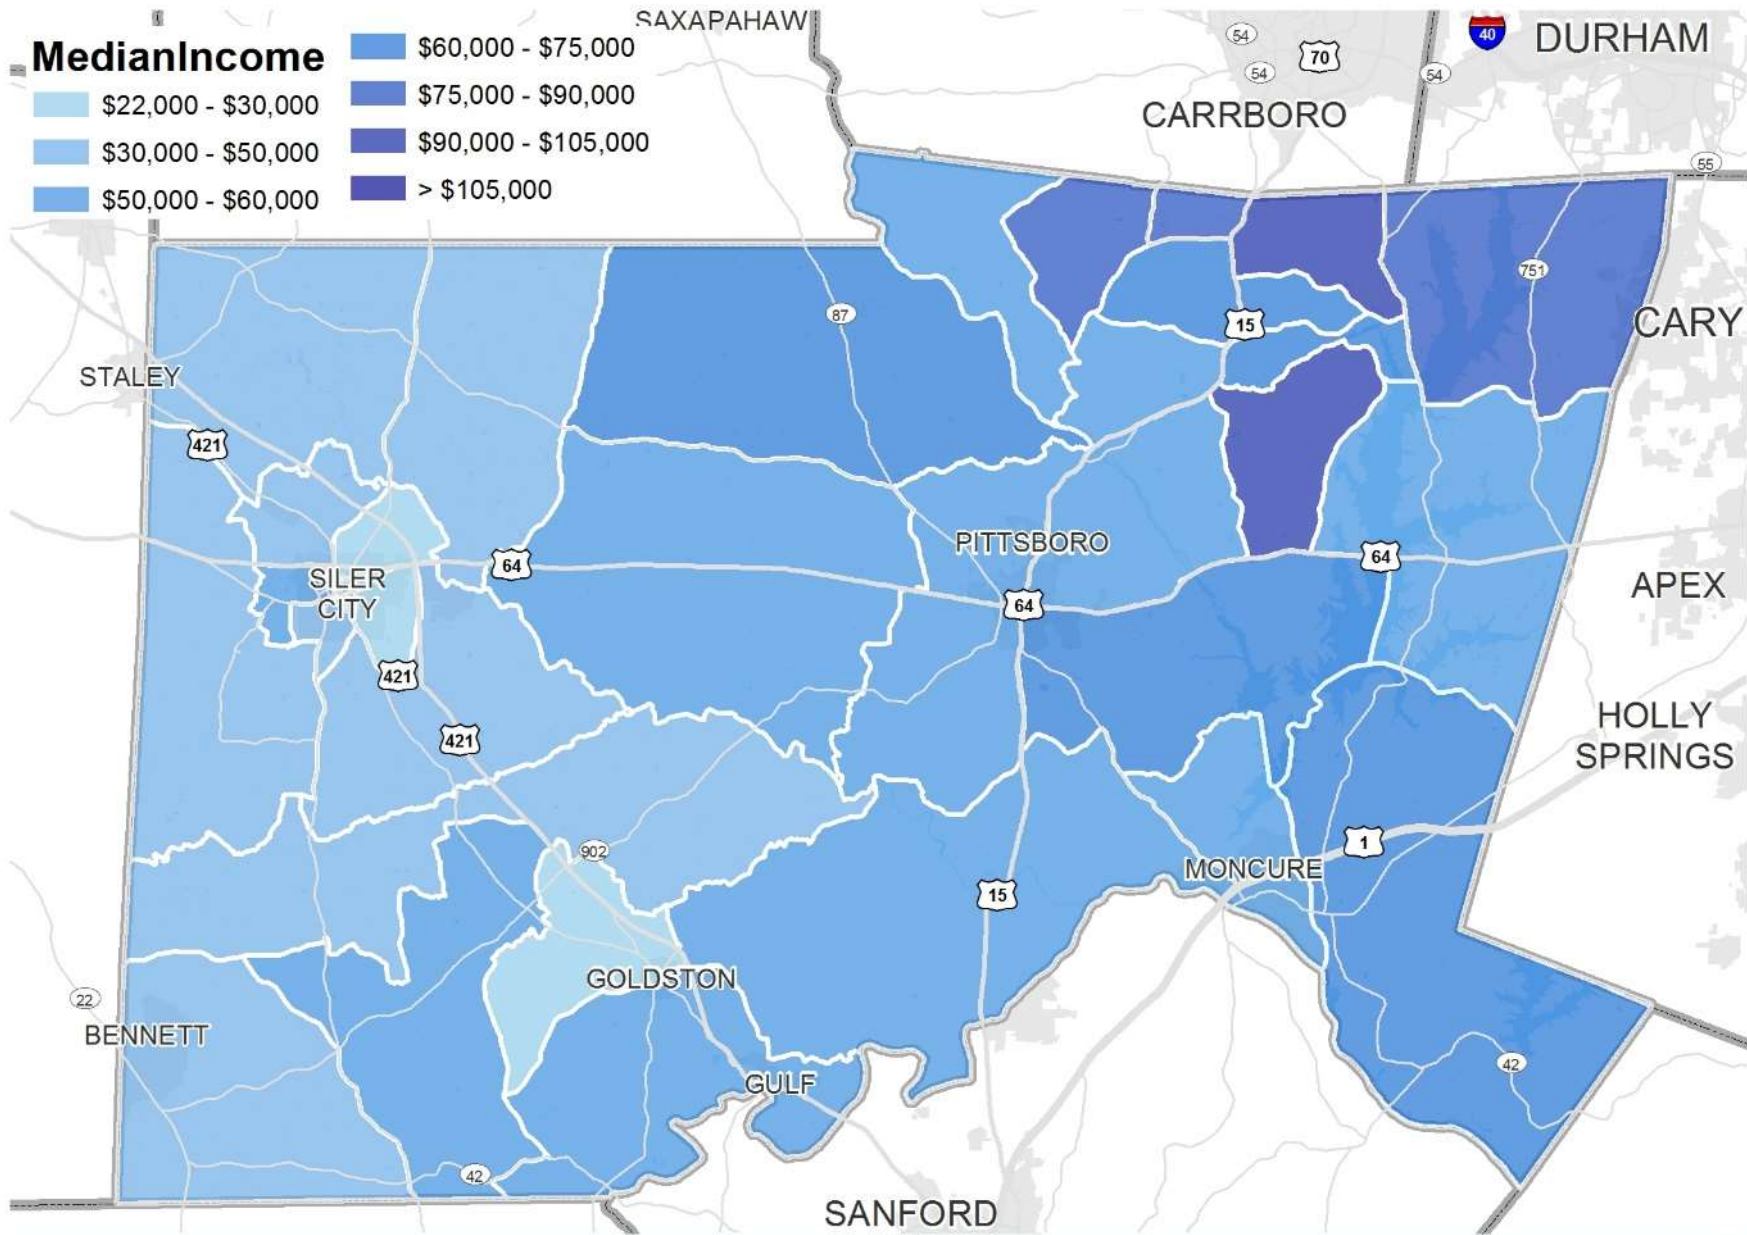 MedianIncome
$22,000 - $30,000
$30,000 - $50,000
$50,000 - $60,000
$60,000 - $75,000
$75,000 - $90,000
$90,000 - $105,000
> $105,000
SAXAPAHAW
54
70
40
DURHAM
54
54
CARRBORO
55
751
87
15
CARY
STALEY
421
PITTSBORO
64
64
SILER
CITY
64
APEX
421
421
HOLLY
SPRINGS
902
1
MONCURE
15
GOLDSTON
22
BENNETT
GULF
42
42
SANFORD